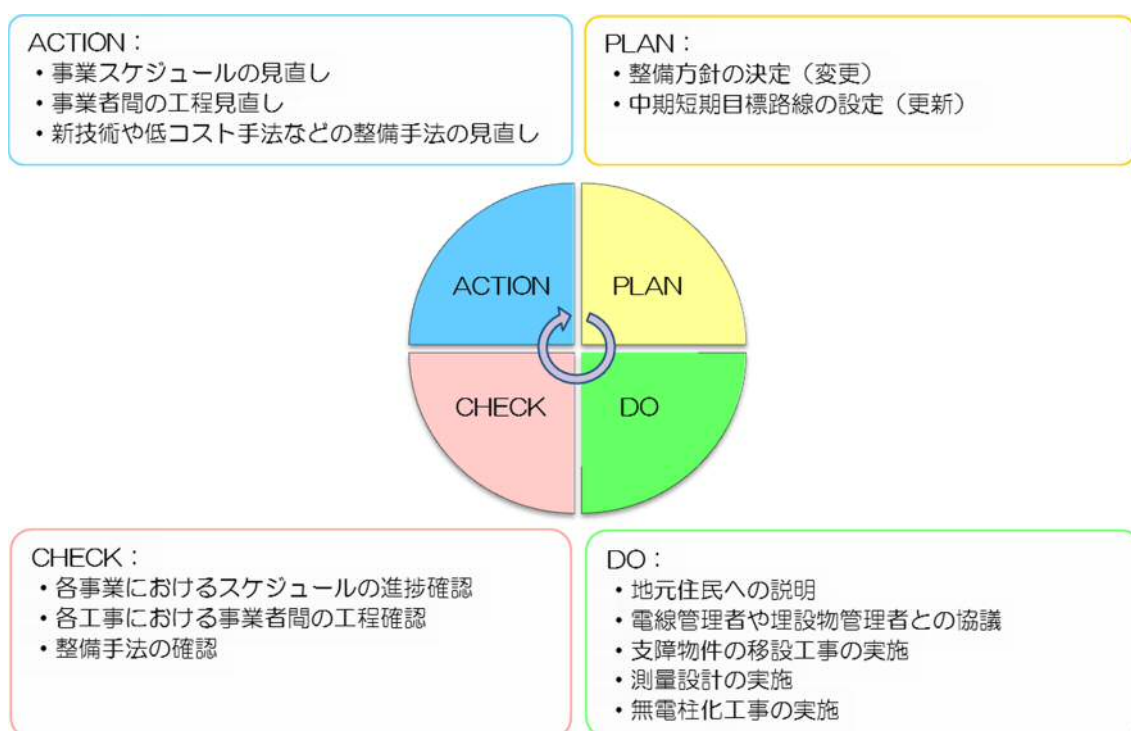 ACTION：
・事業スケジュールの見直し
・事業者間の工程見直し
・新技術や低コスト手法などの整備手法の見直し
PLAN：
・整備方針の決定（変更）
・中期短期目標路線の設定（更新）
ACTION
PLAN
CHECK
DO
CHECK：
・各事業におけるスケジュールの進捗確認
・各工事における事業者間の工程確認
・整備手法の確認
DO：
・地元住民への説明
・電線管理者や埋設物管理者との協議
・支障物件の移設工事の実施
・測量設計の実施
・無電柱化工事の実施